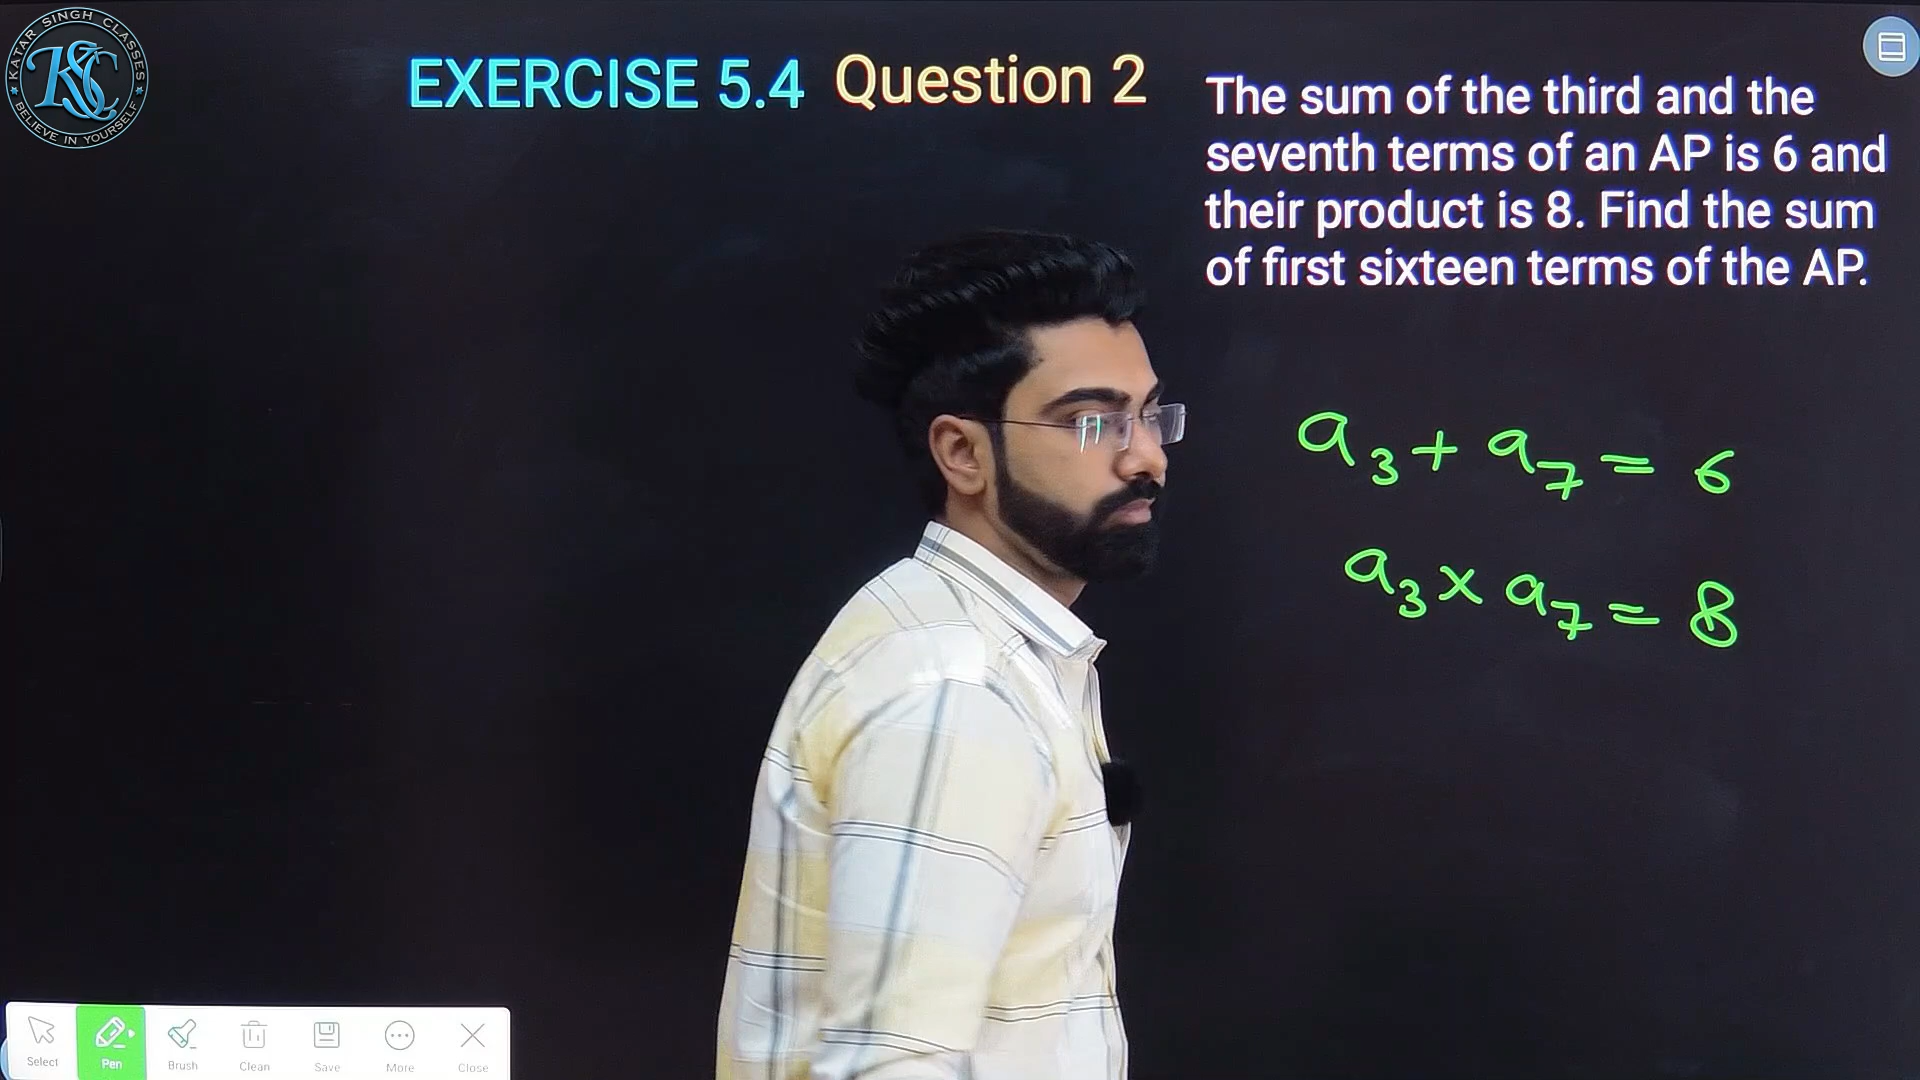 KATAR SINGH CLASSES
KSC
BELIEVE IN YOURSELF
EXERCISE 5.4 Question 2
The sum of the third and the
seventh terms of an AP is 6 and
their product is 8. Find the sum
of first sixteen terms of the AP.
a₃ + a₇ = 6
a₃ × a₇ = 8
Select Pen Brush Clean Save More Close